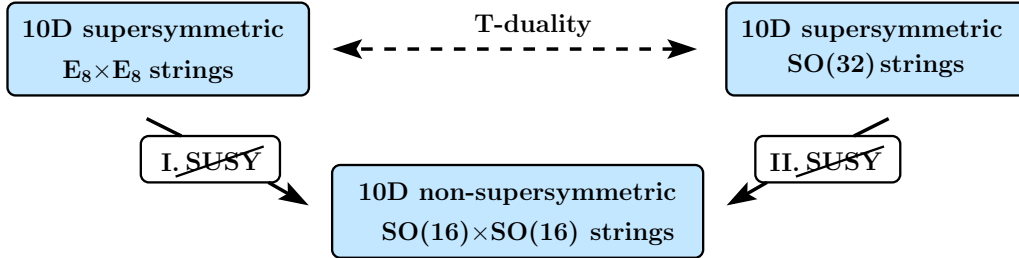 10D supersymmetric
E₈×E₈ strings
T-duality
10D supersymmetric
SO(32) strings
I. SUSY
II. SUSY
10D non-supersymmetric
SO(16)×SO(16) strings